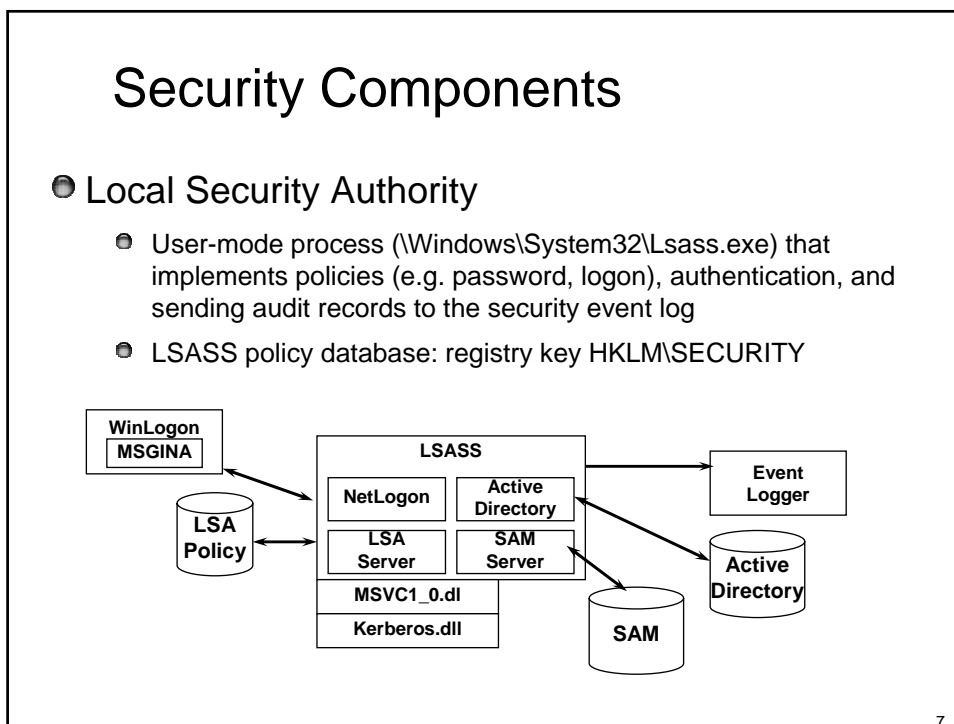 Security Components
Local Security Authority
User-mode process (\Windows\System32\Lsass.exe) that
implements policies (e.g. password, logon), authentication, and
sending audit records to the security event log
LSASS policy database: registry key HKLM\SECURITY
WinLogon
MSGINA
LSASS
NetLogon
Active
Directory
LSA
Server
SAM
Server
MSVC1_0.dl
Kerberos.dll
LSA
Policy
Event
Logger
Active
Directory
SAM
7